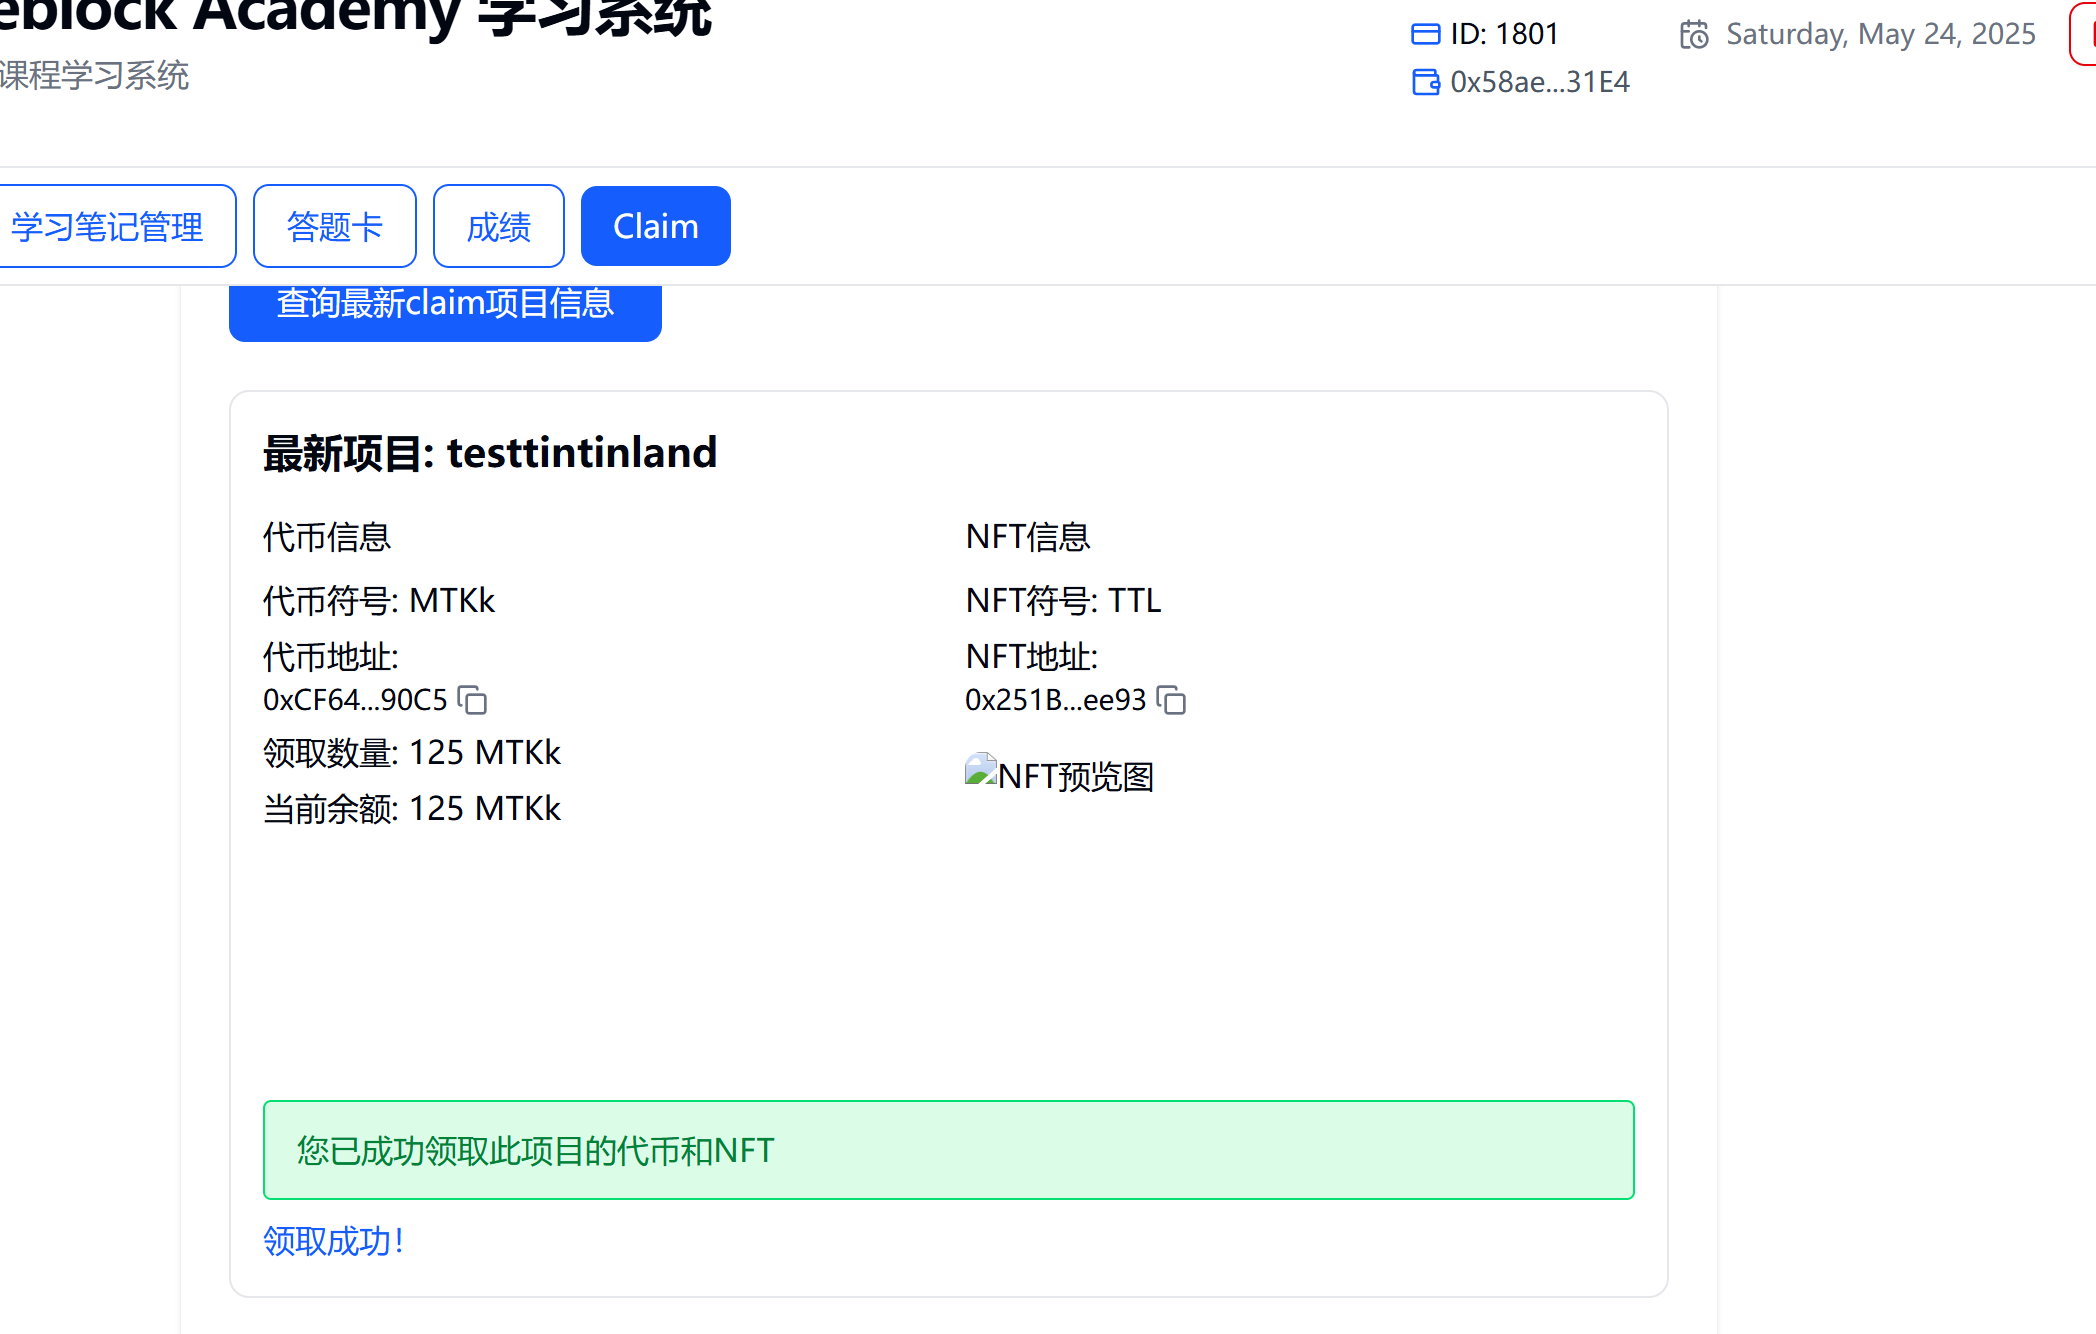 Academy 学习系统
课程学习系统
ID: 1801
0x58ae...31E4
Saturday, May 24, 2025
学习笔记管理
答题卡
成绩
Claim
查询最新claim项目信息
最新项目: testtintinland
代币信息
代币符号: MTKk
代币地址:
0xCF64...90C5
领取数量: 125 MTKk
当前余额: 125 MTKk
NFT信息
NFT符号: TTL
NFT地址:
0x251B...ee93
NFT预览图
您已成功领取此项目的代币和NFT
领取成功!